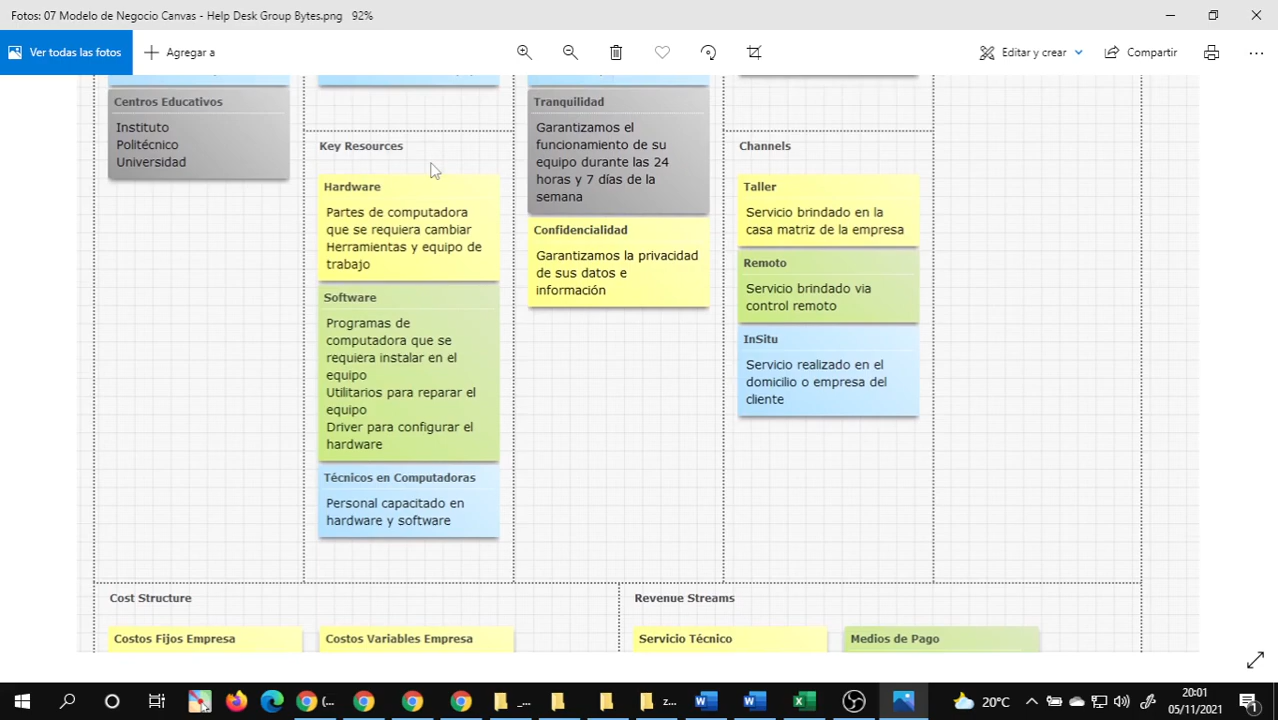 Fotos: 07 Modelo de Negocio Canvas - Help Desk Group Bytes.png  92%
Ver todas las fotos
Agregar a
Editar y crear
Compartir
Centros Educativos
Instituto
Politécnico
Universidad
Key Resources
Hardware
Partes de computadora
que se requiera cambiar
Herramientas y equipo de
trabajo
Software
Programas de
computadora que se
requiera instalar en el
equipo
Utilitarios para reparar el
equipo
Driver para configurar el
hardware
Técnicos en Computadoras
Personal capacitado en
hardware y software
Tranquilidad
Garantizamos el
funcionamiento de su
equipo durante las 24
horas y 7 días de la
semana
Confidencialidad
Garantizamos la privacidad
de sus datos e
información
Channels
Taller
Servicio brindado en la
casa matriz de la empresa
Remoto
Servicio brindado via
control remoto
InSitu
Servicio realizado en el
domicilio o empresa del
cliente
Cost Structure
Costos Fijos Empresa
Costos Variables Empresa
Revenue Streams
Servicio Técnico
Medios de Pago
(...
_...
z...
20°C
20:01
05/11/2021
1